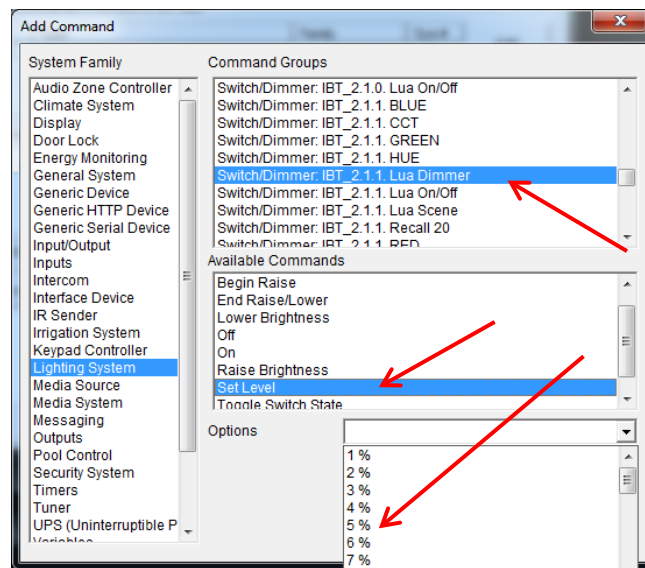 Add Command
System Family
Audio Zone Controller
Climate System
Display
Door Lock
Energy Monitoring
General System
Generic Device
Generic HTTP Device
Generic Serial Device
Input/Output
Inputs
Intercom
Interface Device
IR Sender
Irrigation System
Keypad Controller
Lighting System
Media Source
Media System
Messaging
Outputs
Pool Control
Security System
Timers
Tuner
UPS (Uninterruptible P
Variables
Command Groups
Switch/Dimmer: IBT_2.1.0. Lua On/Off
Switch/Dimmer: IBT_2.1.1. BLUE
Switch/Dimmer: IBT_2.1.1. CCT
Switch/Dimmer: IBT_2.1.1. GREEN
Switch/Dimmer: IBT_2.1.1. HUE
Switch/Dimmer: IBT_2.1.1. Lua Dimmer
Switch/Dimmer: IBT_2.1.1. Lua On/Off
Switch/Dimmer: IBT_2.1.1. Lua Scene
Switch/Dimmer: IBT_2.1.1. Recall 20
Switch/Dimmer: IBT_2.1.1. RED
Available Commands
Begin Raise
End Raise/Lower
Lower Brightness
Off
On
Raise Brightness
Set Level
Toggle Switch State
Options
1 %
2 %
3 %
4 %
5 %
6 %
7 %